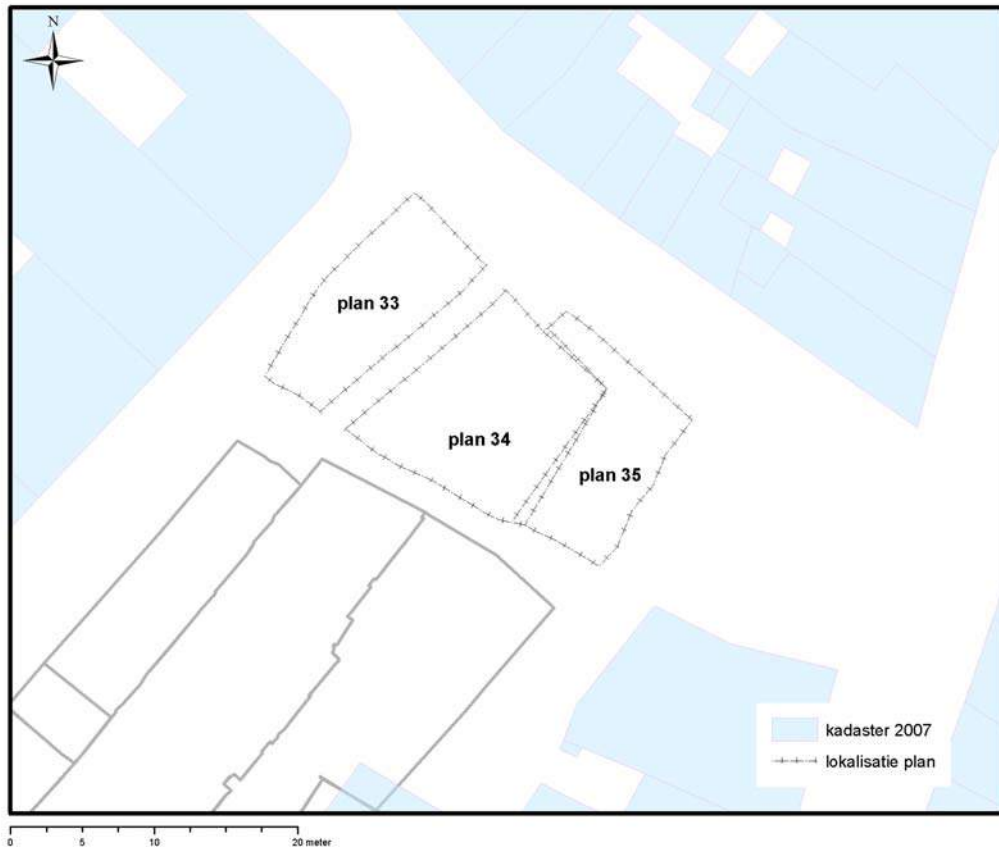 N
plan 33
plan 34
plan 35
kadaster 2007
lokalisatie plan
0 5 10 20 meter